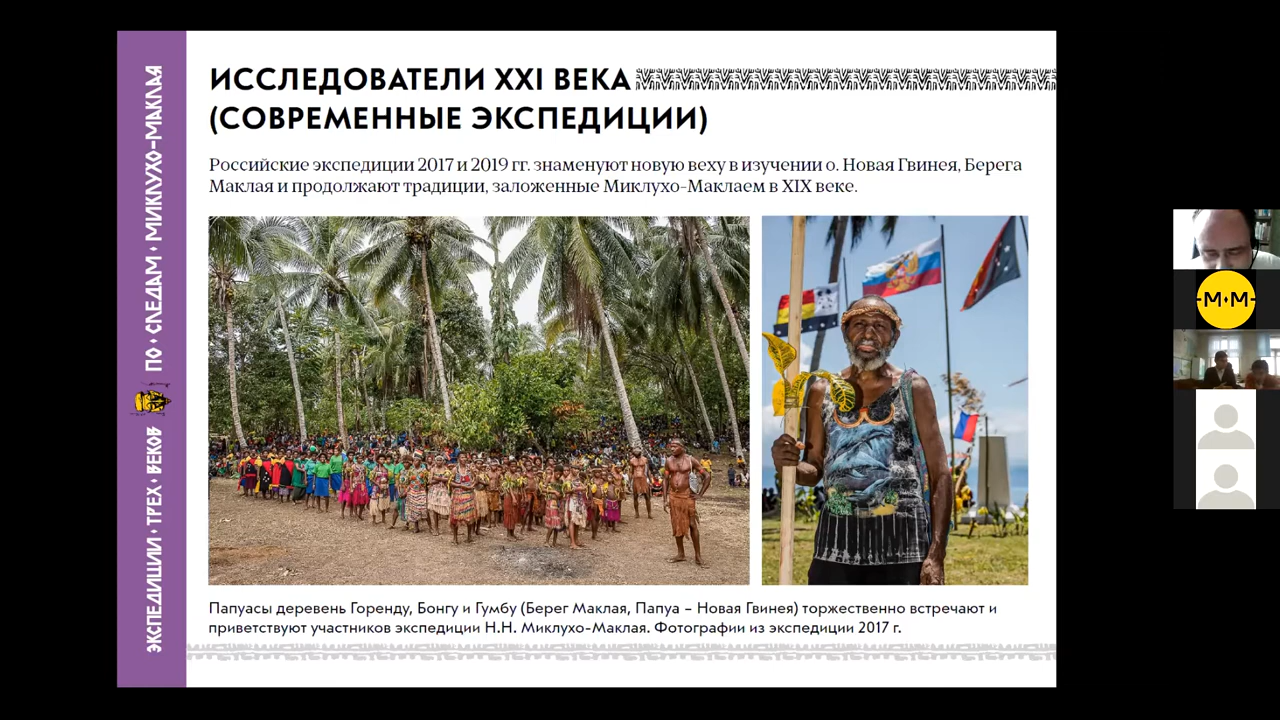 ИССЛЕДОВАТЕЛИ XXI ВЕКА
(СОВРЕМЕННЫЕ ЭКСПЕДИЦИИ)
Российские экспедиции 2017 и 2019 гг. знаменуют новую веху в изучении о. Новая Гвинея, Берега
Маклая и продолжают традиции, заложенные Миклухо-Маклаем в XIX веке.
Папуасы деревень Горенду, Бонгу и Гумбу (Берег Маклая, Папуа – Новая Гвинея) торжественно встречают и
приветствуют участников экспедиции Н.Н. Миклухо-Маклая. Фотографии из экспедиции 2017 г.
ЭКСПЕДИЦИИ • ТРЕХ • ВЕКОВ
ПО • СЛЕДАМ • МИКЛУХО-МАКЛАЯ
-М•М-